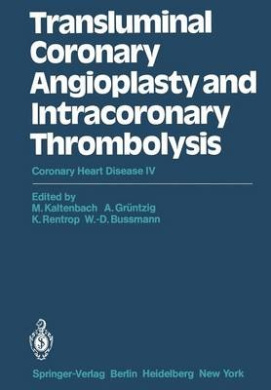 Transluminal
Coronary
Angioplasty and
Intracoronary
Thrombolysis
Coronary Heart Disease IV
Edited by
M. Kaltenbach A. Grüntzig
K. Rentrop W.-D. Bussmann
Springer-Verlag Berlin Heidelberg New York